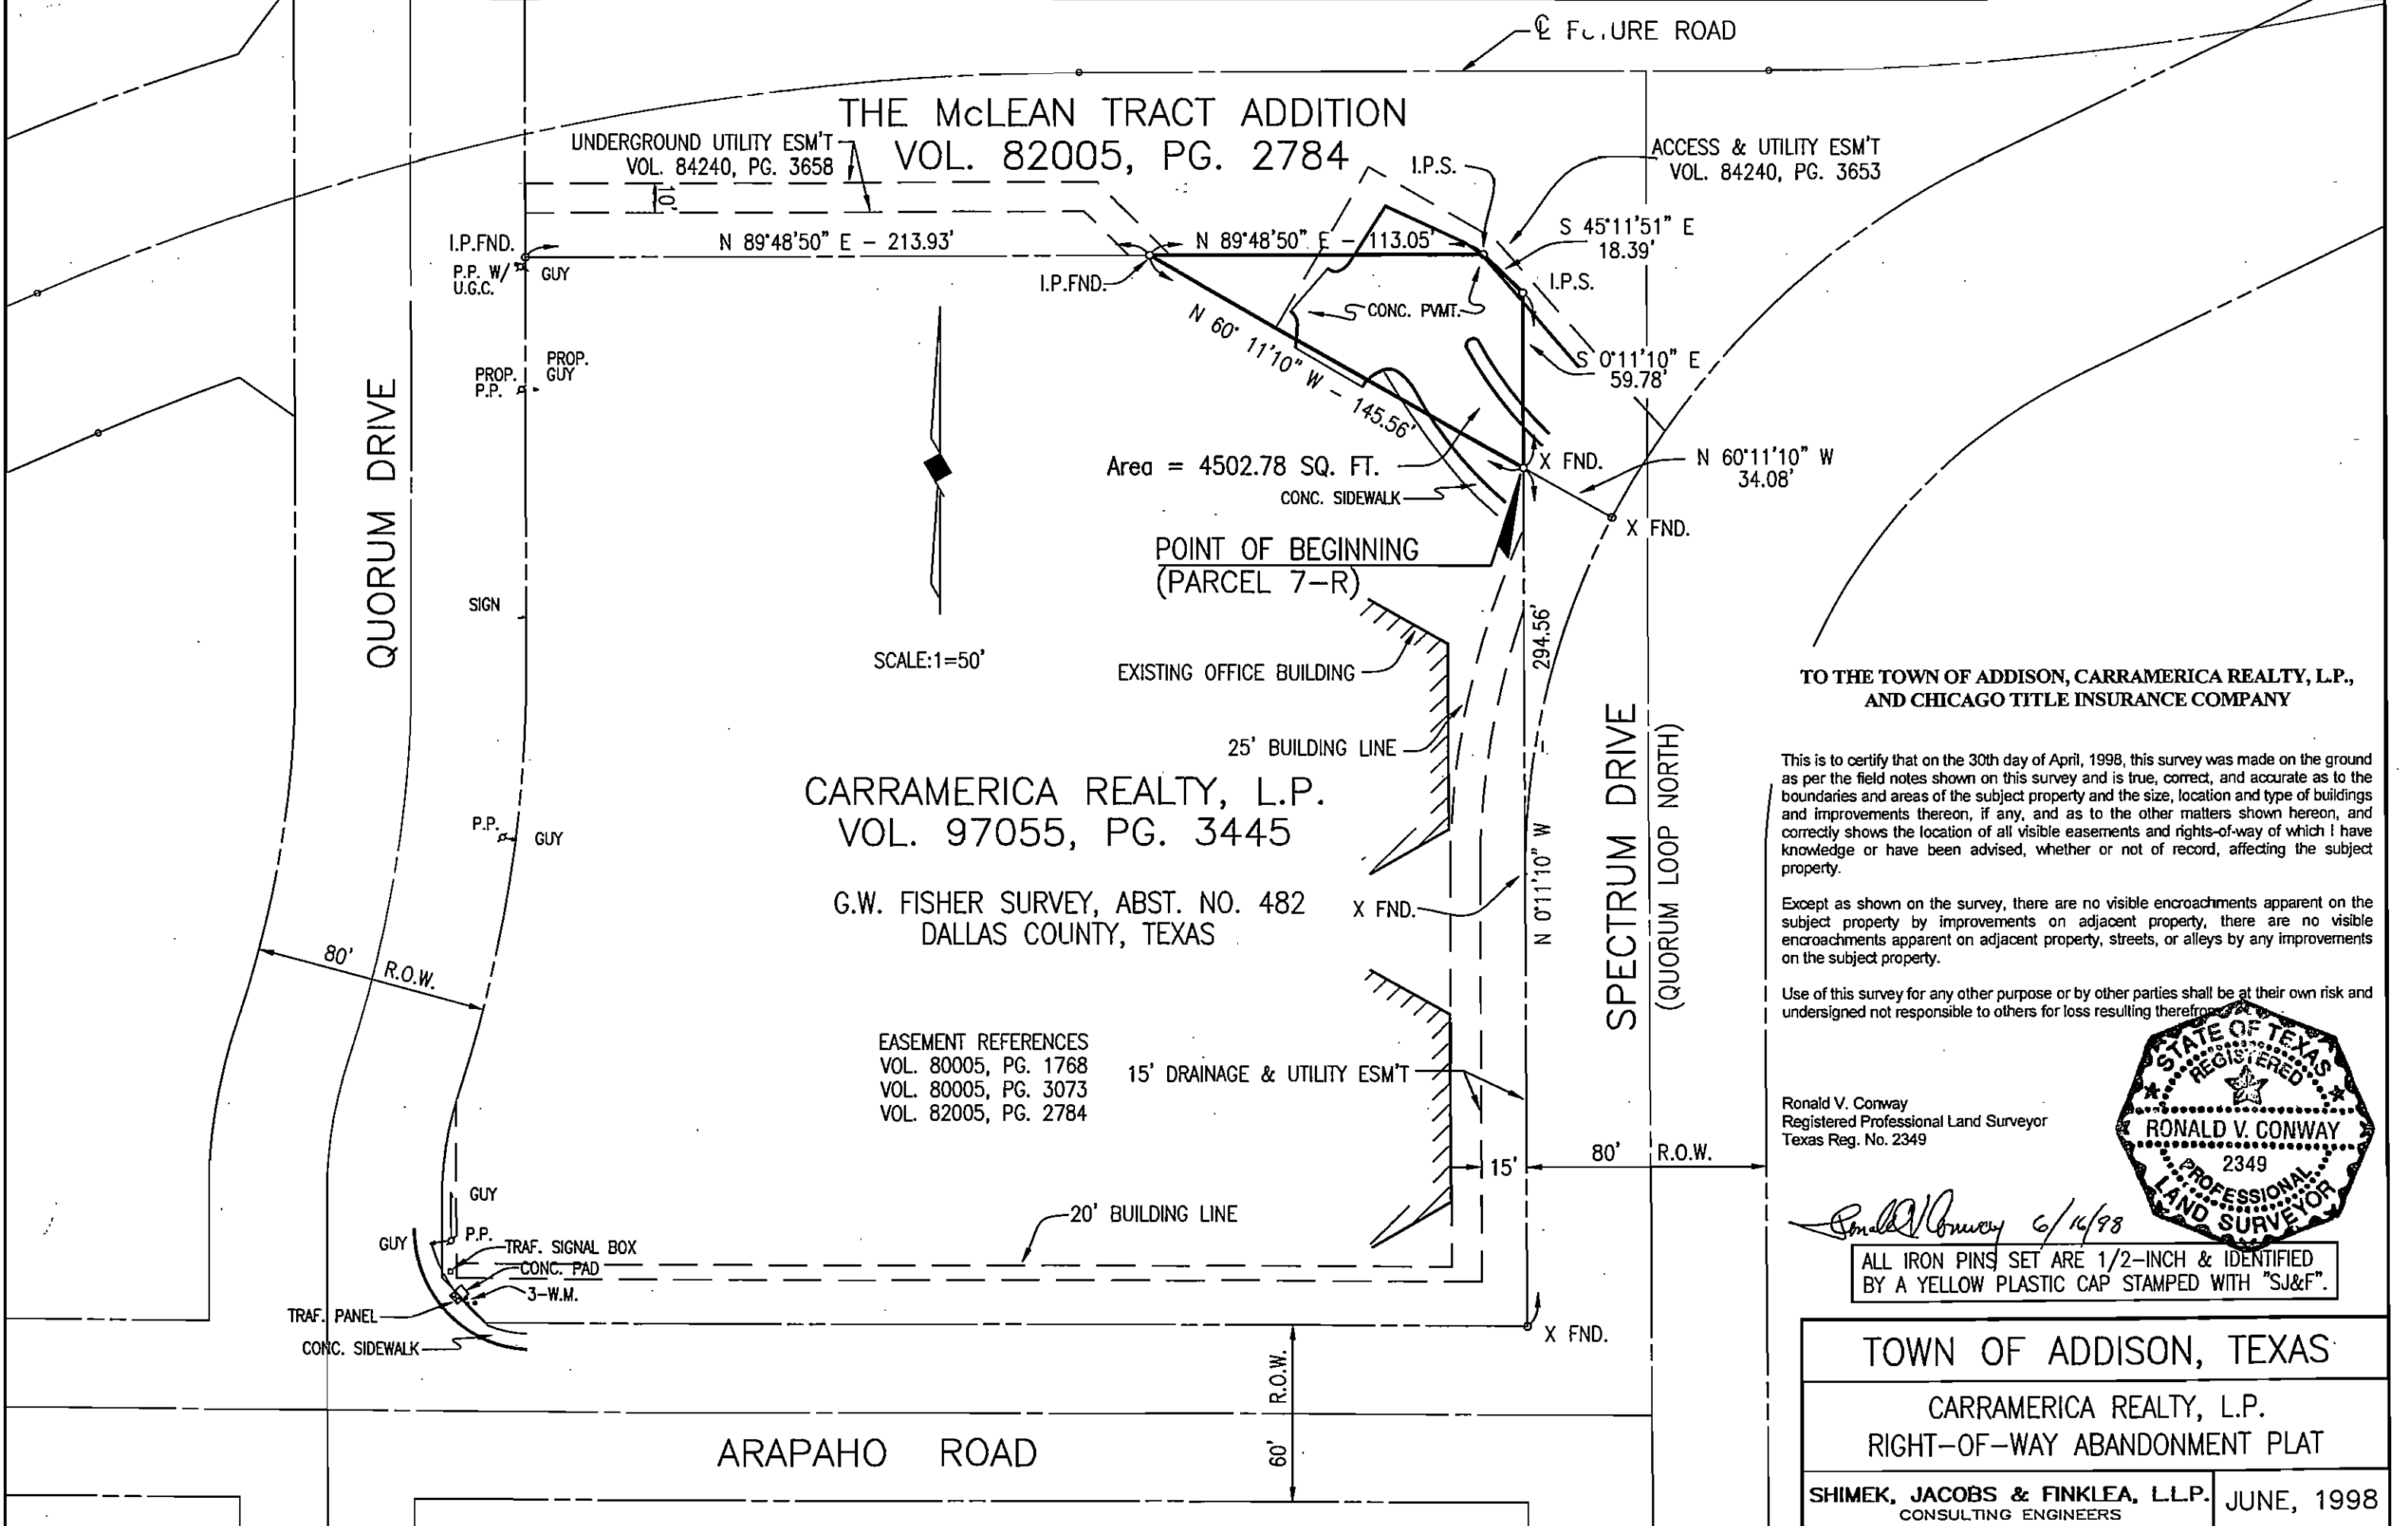 ℄ FUTURE ROAD
THE McLEAN TRACT ADDITION
VOL. 82005, PG. 2784
UNDERGROUND UTILITY ESM'T
VOL. 84240, PG. 3658
10'
I.P.S.
ACCESS & UTILITY ESM'T
VOL. 84240, PG. 3653
S 45°11'51" E
18.39'
I.P.FND.
P.P. W/
U.G.C.
GUY
N 89°48'50" E - 213.93'
N 89°48'50" E - 113.05'
I.P.FND.
I.P.S.
CONC. PVMT.
N 60° 11'10" W - 145.56'
S 0°11'10" E
59.78'
PROP.
GUY
PROP.
P.P.
QUORUM DRIVE
Area = 4502.78 SQ. FT.
X FND.
N 60°11'10" W
34.08'
CONC. SIDEWALK
X FND.
POINT OF BEGINNING
(PARCEL 7-R)
SIGN
SCALE:1=50'
EXISTING OFFICE BUILDING
294.56'
25' BUILDING LINE
SPECTRUM DRIVE
(QUORUM LOOP NORTH)
CARRAMERICA REALTY, L.P.
VOL. 97055, PG. 3445
P.P.
GUY
G.W. FISHER SURVEY, ABST. NO. 482
DALLAS COUNTY, TEXAS
X FND.
N 0°11'10" W -
80' R.O.W.
EASEMENT REFERENCES
VOL. 80005, PG. 1768
VOL. 80005, PG. 3073
VOL. 82005, PG. 2784
15' DRAINAGE & UTILITY ESM'T
15'
80' R.O.W.
GUY
20' BUILDING LINE
GUY
P.P.
TRAF. SIGNAL BOX
CONC. PAD
3-W.M.
TRAF. PANEL
CONC. SIDEWALK
X FND.
60' R.O.W.
ARAPAHO ROAD
TO THE TOWN OF ADDISON, CARRAMERICA REALTY, L.P.,
AND CHICAGO TITLE INSURANCE COMPANY
This is to certify that on the 30th day of April, 1998, this survey was made on the ground
as per the field notes shown on this survey and is true, correct, and accurate as to the
boundaries and areas of the subject property and the size, location and type of buildings
and improvements thereon, if any, and as to the other matters shown hereon, and
correctly shows the location of all visible easements and rights-of-way of which I have
knowledge or have been advised, whether or not of record, affecting the subject
property.
Except as shown on the survey, there are no visible encroachments apparent on the
subject property by improvements on adjacent property, there are no visible
encroachments apparent on adjacent property, streets, or alleys by any improvements
on the subject property.
Use of this survey for any other purpose or by other parties shall be at their own risk and
undersigned not responsible to others for loss resulting therefrom.
Ronald V. Conway
Registered Professional Land Surveyor
Texas Reg. No. 2349
STATE OF TEXAS
REGISTERED
RONALD V. CONWAY
2349
PROFESSIONAL
LAND SURVEYOR
Ronald V Conway 6/16/98
ALL IRON PINS SET ARE 1/2-INCH & IDENTIFIED
BY A YELLOW PLASTIC CAP STAMPED WITH "SJ&F".
TOWN OF ADDISON, TEXAS
CARRAMERICA REALTY, L.P.
RIGHT-OF-WAY ABANDONMENT PLAT
SHIMEK, JACOBS & FINKLEA, L.L.P.
CONSULTING ENGINEERS
JUNE, 1998